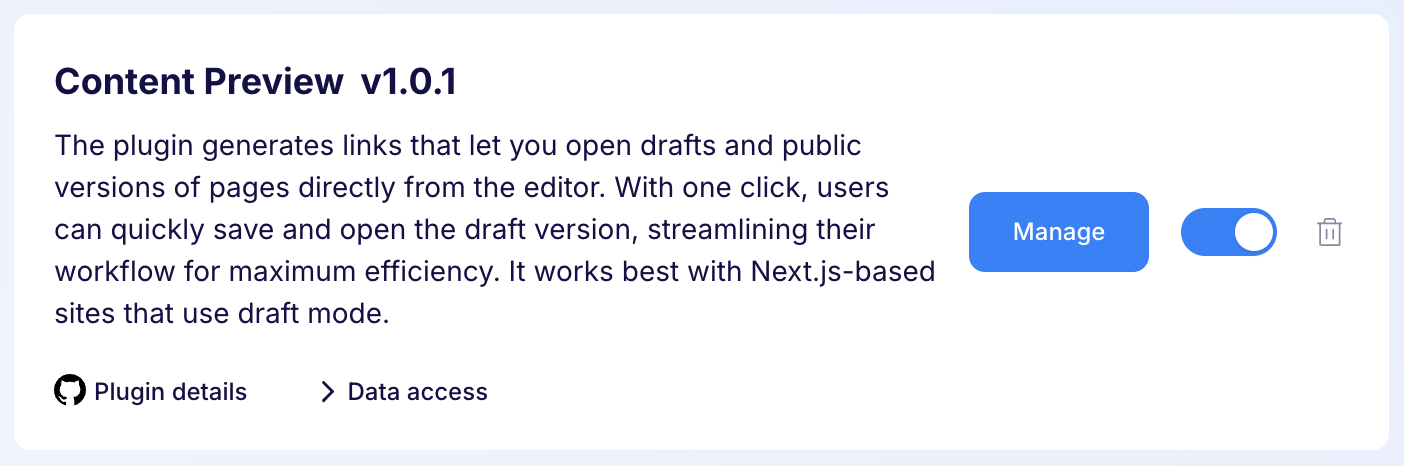 Content Preview v1.0.1
The plugin generates links that let you open drafts and public
versions of pages directly from the editor. With one click, users
can quickly save and open the draft version, streamlining their
workflow for maximum efficiency. It works best with Next.js-based
sites that use draft mode.
Manage
Plugin details
Data access